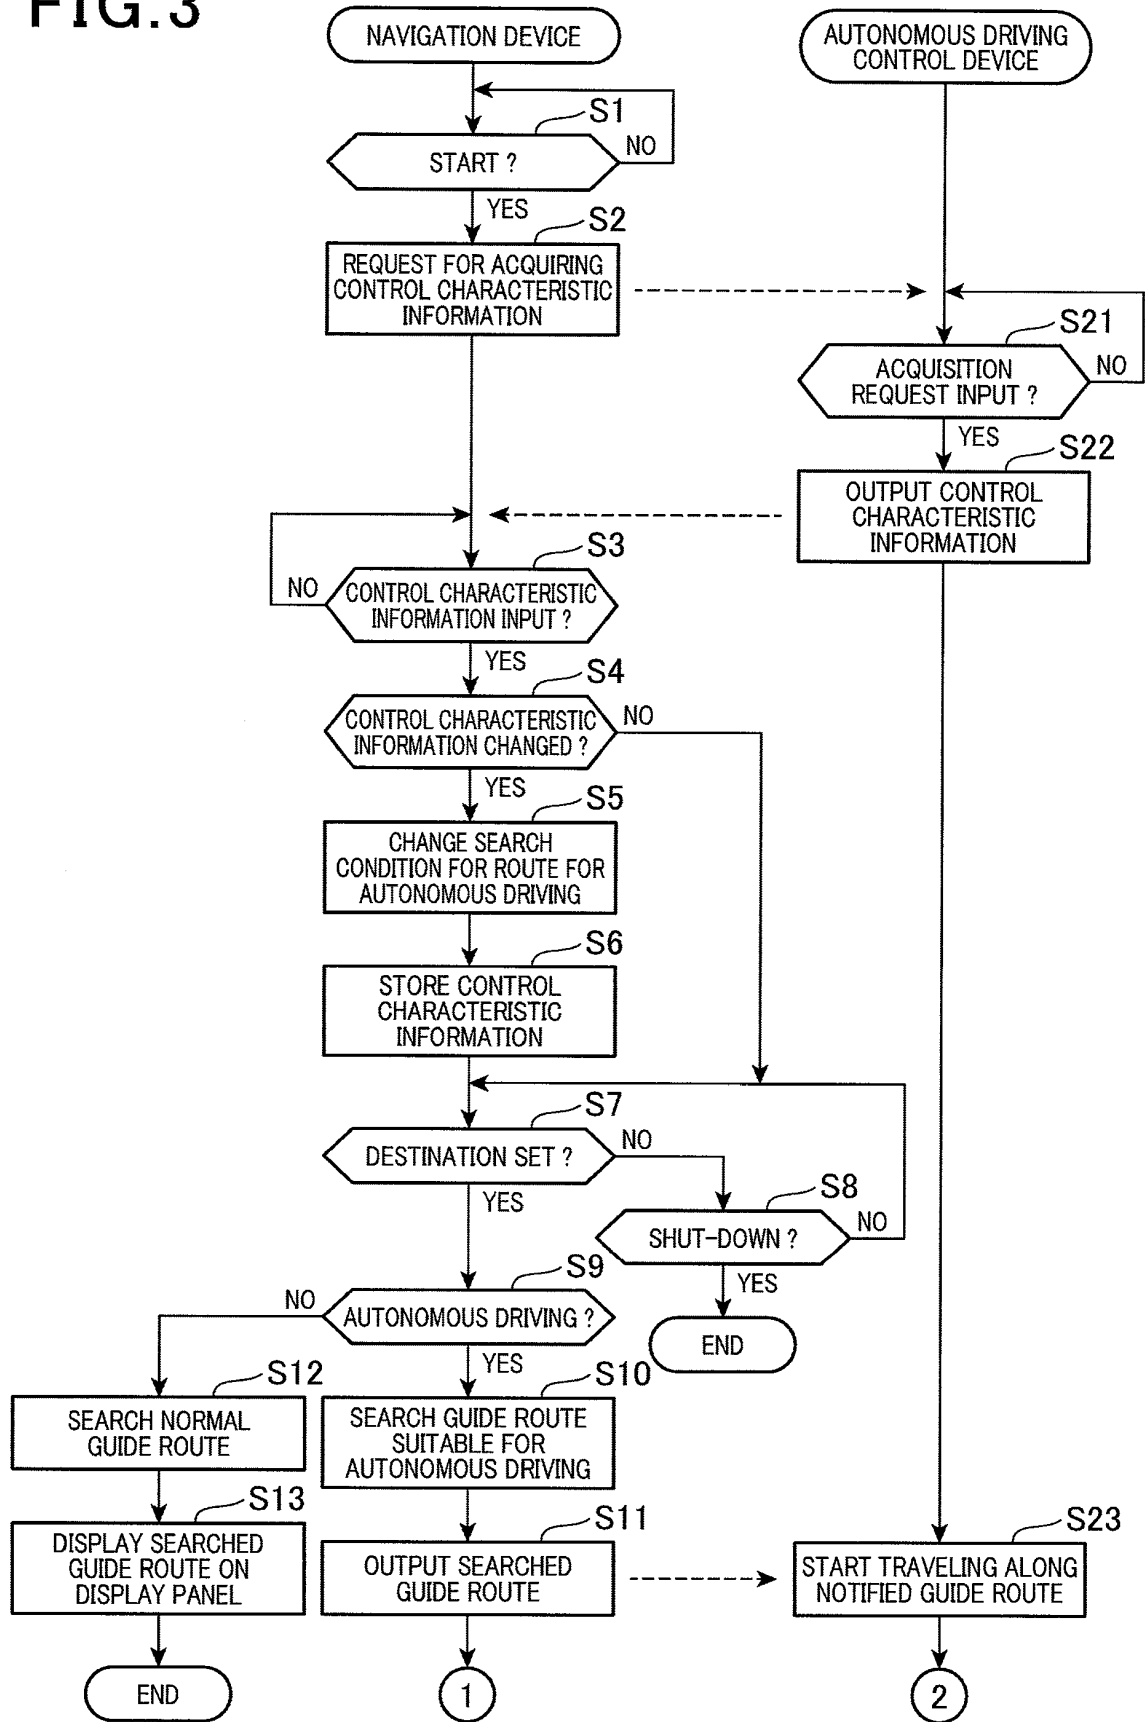 FIG.3
NAVIGATION DEVICE
AUTONOMOUS DRIVING
CONTROL DEVICE
S1
START ?
NO
YES
S2
REQUEST FOR ACQUIRING
CONTROL CHARACTERISTIC
INFORMATION
S21
ACQUISITION
REQUEST INPUT ?
NO
YES
S22
OUTPUT CONTROL
CHARACTERISTIC
INFORMATION
S3
NO
CONTROL CHARACTERISTIC
INFORMATION INPUT ?
YES
S4
CONTROL CHARACTERISTIC
INFORMATION CHANGED ?
NO
YES
S5
CHANGE SEARCH
CONDITION FOR ROUTE FOR
AUTONOMOUS DRIVING
S6
STORE CONTROL
CHARACTERISTIC
INFORMATION
S7
DESTINATION SET ?
NO
YES
S8
SHUT-DOWN ?
NO
YES
END
S9
NO
AUTONOMOUS DRIVING ?
YES
S12
SEARCH NORMAL
GUIDE ROUTE
S10
SEARCH GUIDE ROUTE
SUITABLE FOR
AUTONOMOUS DRIVING
S13
DISPLAY SEARCHED
GUIDE ROUTE ON
DISPLAY PANEL
S11
OUTPUT SEARCHED
GUIDE ROUTE
S23
START TRAVELING ALONG
NOTIFIED GUIDE ROUTE
END
1
2